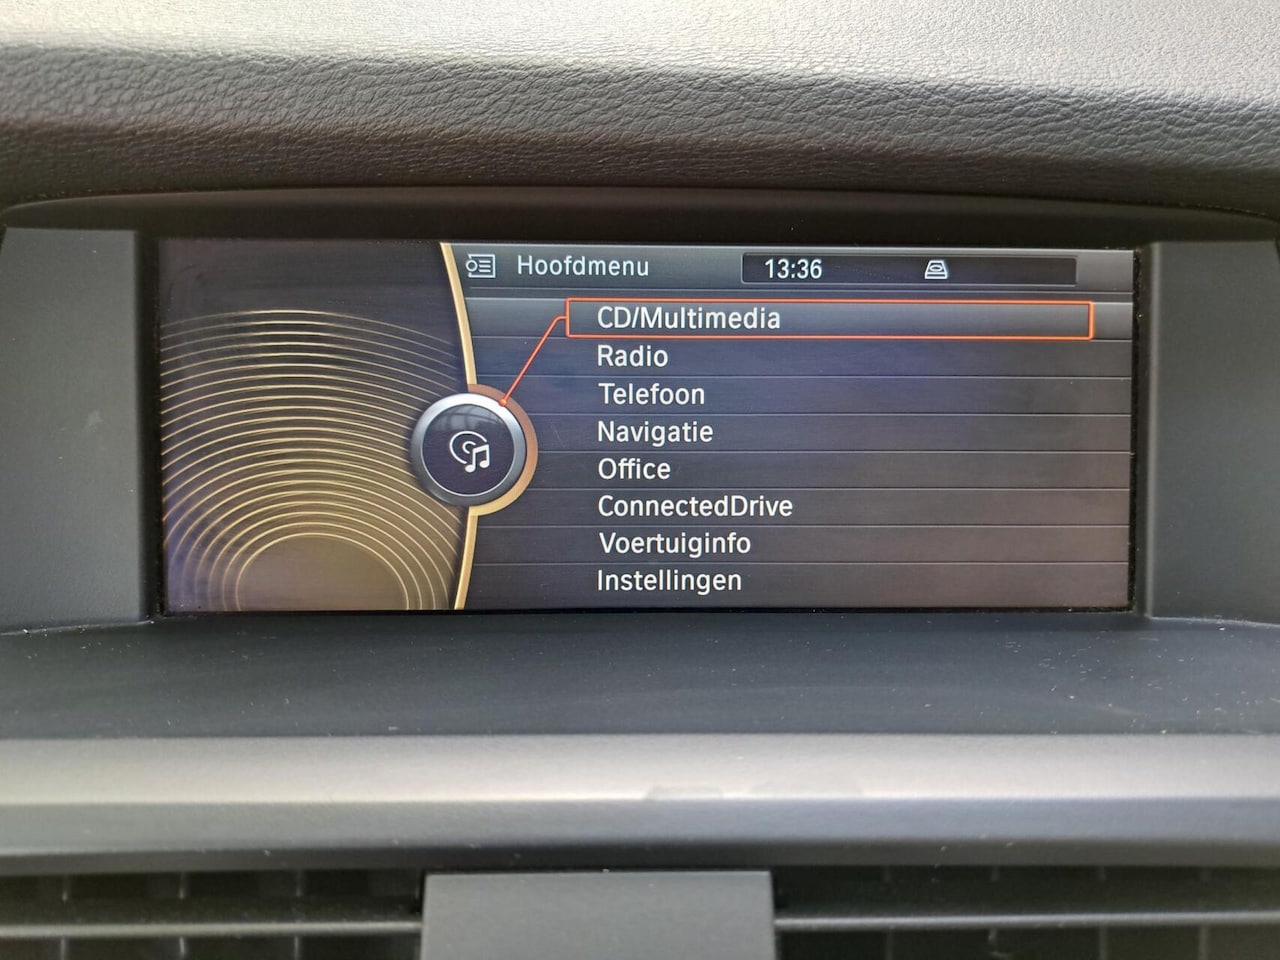 Hoofdmenu 13:36
CD/Multimedia
Radio
Telefoon
Navigatie
Office
ConnectedDrive
Voertuiginfo
Instellingen